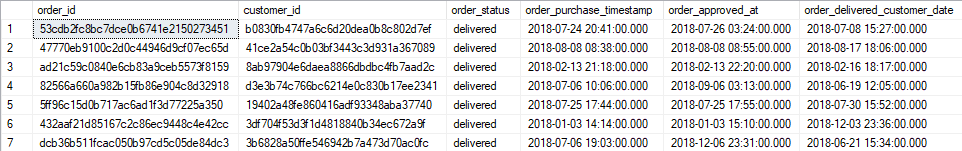 order_id customer_id order_status order_purchase_timestamp order_approved_at order_delivered_customer_date
1 53cdb2fc8bc7dce0b6741e2150273451 b0830fb4747a6c6d20dea0b8c802d7ef delivered 2018-07-24 20:41:00.000 2018-07-26 03:24:00.000 2018-07-08 15:27:00.000
2 47770eb9100c2d0c44946d9cf07ec65d 41ce2a54c0b03bf3443c3d931a367089 delivered 2018-08-08 08:38:00.000 2018-08-08 08:55:00.000 2018-08-17 18:06:00.000
3 ad21c59c0840e6cb83a9ceb5573f8159 8ab97904e6daea8866dbdbc4fb7aad2c delivered 2018-02-13 21:18:00.000 2018-02-13 22:20:00.000 2018-02-16 18:17:00.000
4 82566a660a982b15fb86e904c8d32918 d3e3b74c766bc6214e0c830b17ee2341 delivered 2018-07-06 10:06:00.000 2018-09-06 03:13:00.000 2018-06-19 12:05:00.000
5 5ff96c15d0b717ac6ad1f3d77225a350 19402a48fe860416adf93348aba37740 delivered 2018-07-25 17:44:00.000 2018-07-25 17:55:00.000 2018-07-30 15:52:00.000
6 432aaf21d85167c2c86ec9448c4e42cc 3df704f53d3f1d4818840b34ec672a9f delivered 2018-01-03 14:14:00.000 2018-01-03 15:10:00.000 2018-12-03 23:36:00.000
7 dcb36b511fcac050b97cd5c05de84dc3 3b6828a50ffe546942b7a473d70ac0fc delivered 2018-07-06 19:03:00.000 2018-12-06 23:31:00.000 2018-06-21 15:34:00.000